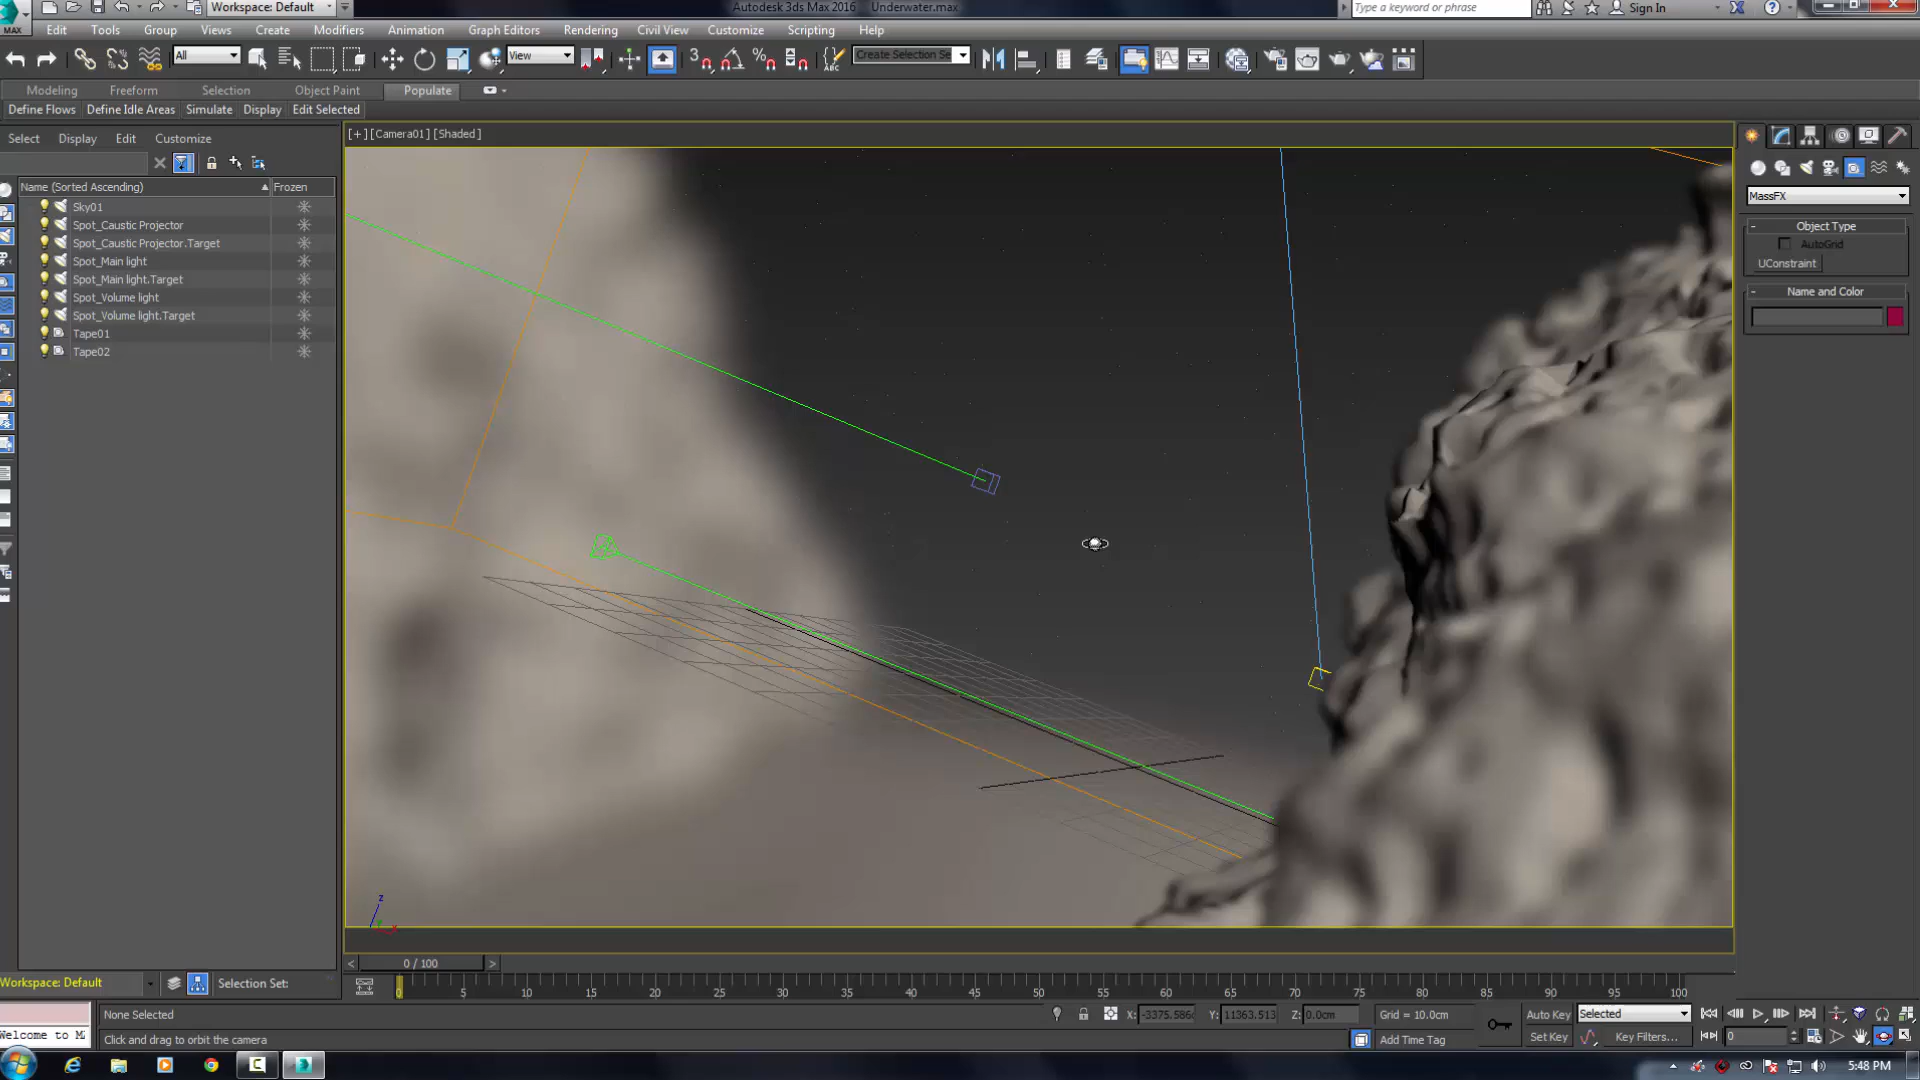 Workspace: Default
Autodesk 3ds Max 2016
Underwater.max
Type a keyword or phrase
Sign In
MAX
Edit
Tools
Group
Views
Create
Modifiers
Animation
Graph Editors
Rendering
Civil View
Customize
Scripting
Help
All
View
3
Create Selection Se
Modeling
Freeform
Selection
Object Paint
Populate
Define Flows
Define Idle Areas
Simulate
Display
Edit Selected
Select
Display
Edit
Customize
Name (Sorted Ascending)
Frozen
Sky01
Spot_Caustic Projector
Spot_Caustic Projector.Target
Spot_Main light
Spot_Main light.Target
Spot_Volume light
Spot_Volume light.Target
Tape01
Tape02
[+] [Camera01] [Shaded]
MassFX
- Object Type
AutoGrid
UConstraint
- Name and Color
z
x
< 0 / 100 >
Workspace: Default
Selection Set:
0 5 10 15 20 25 30 35 40 45 50 55 60 65 70 75 80 85 90 95 100
None Selected
X: -3375.586c
Y: 11363.513
Z: 0.0cm
Grid = 10.0cm
Auto Key
Selected
Welcome to M
Click and drag to orbit the camera
Add Time Tag
Set Key
Key Filters...
0
5:48 PM